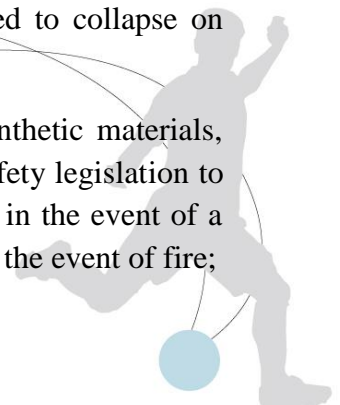 ed to collapse on
nthetic materials,
fety legislation to
in the event of a
the event of fire;